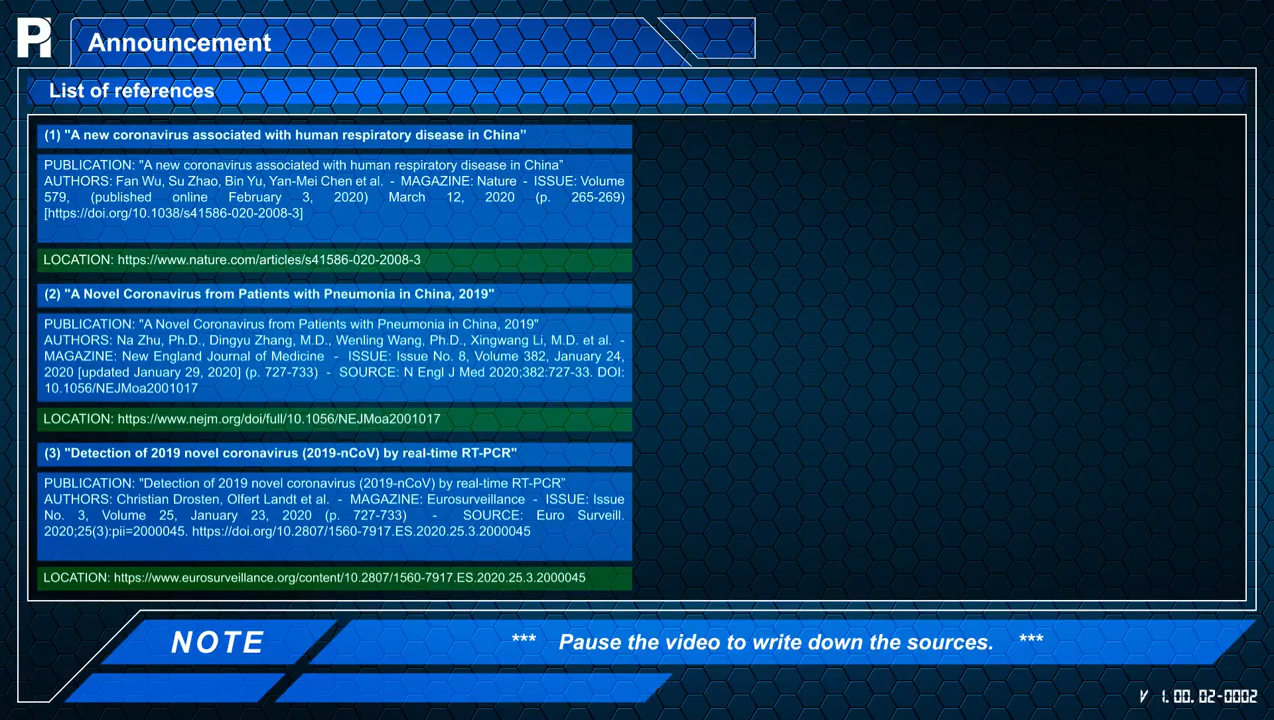 PI
Announcement
List of references
(1) "A new coronavirus associated with human respiratory disease in China”
PUBLICATION: "A new coronavirus associated with human respiratory disease in China”
AUTHORS: Fan Wu, Su Zhao, Bin Yu, Yan-Mei Chen et al. - MAGAZINE: Nature - ISSUE: Volume
579, (published online February 3, 2020) March 12, 2020 (p. 265-269)
[https://doi.org/10.1038/s41586-020-2008-3]
LOCATION: https://www.nature.com/articles/s41586-020-2008-3
(2) "A Novel Coronavirus from Patients with Pneumonia in China, 2019"
PUBLICATION: "A Novel Coronavirus from Patients with Pneumonia in China, 2019"
AUTHORS: Na Zhu, Ph.D., Dingyu Zhang, M.D., Wenling Wang, Ph.D., Xingwang Li, M.D. et al. -
MAGAZINE: New England Journal of Medicine - ISSUE: Issue No. 8, Volume 382, January 24,
2020 [updated January 29, 2020] (p. 727-733) - SOURCE: N Engl J Med 2020;382:727-33. DOI:
10.1056/NEJMoa2001017
LOCATION: https://www.nejm.org/doi/full/10.1056/NEJMoa2001017
(3) "Detection of 2019 novel coronavirus (2019-nCoV) by real-time RT-PCR"
PUBLICATION: "Detection of 2019 novel coronavirus (2019-nCoV) by real-time RT-PCR”
AUTHORS: Christian Drosten, Olfert Landt et al. - MAGAZINE: Eurosurveillance - ISSUE: Issue
No. 3, Volume 25, January 23, 2020 (p. 727-733) - SOURCE: Euro Surveill.
2020;25(3):pii=2000045. https://doi.org/10.2807/1560-7917.ES.2020.25.3.2000045
LOCATION: https://www.eurosurveillance.org/content/10.2807/1560-7917.ES.2020.25.3.2000045
NOTE
*** Pause the video to write down the sources. ***
V 1.00.02-0002